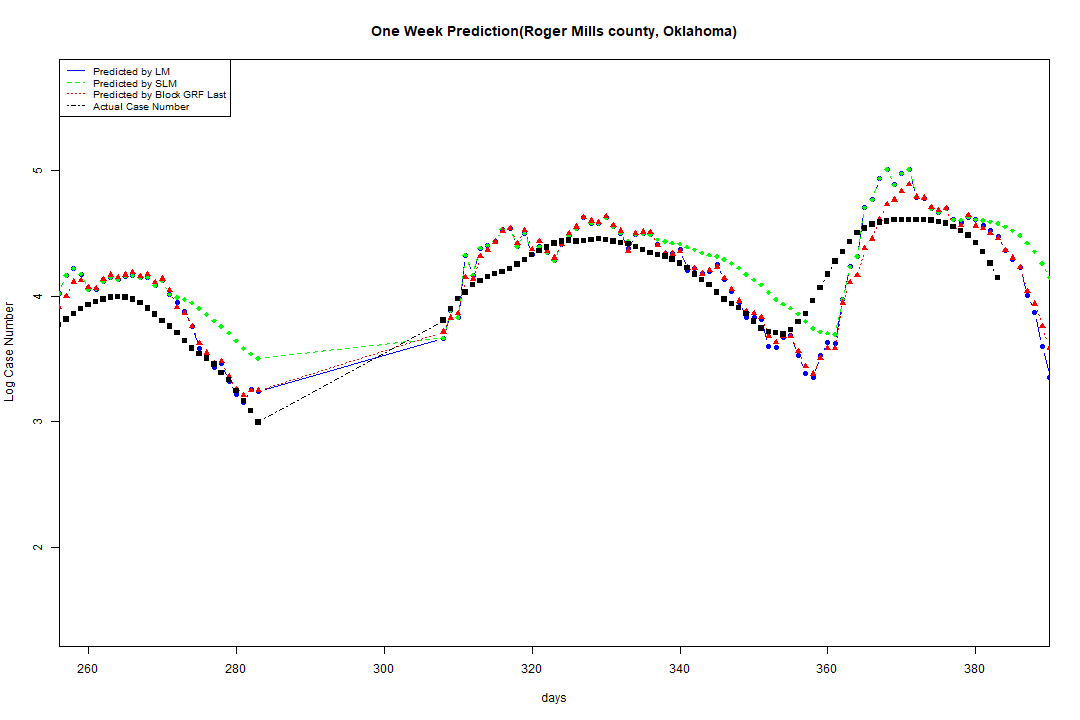 One Week Prediction(Roger Mills county, Oklahoma)
Predicted by LM
Predicted by SLM
Predicted by Block GRF Last
Actual Case Number
Log Case Number
5
4
3
2
260 280 300 320 340 360 380
days